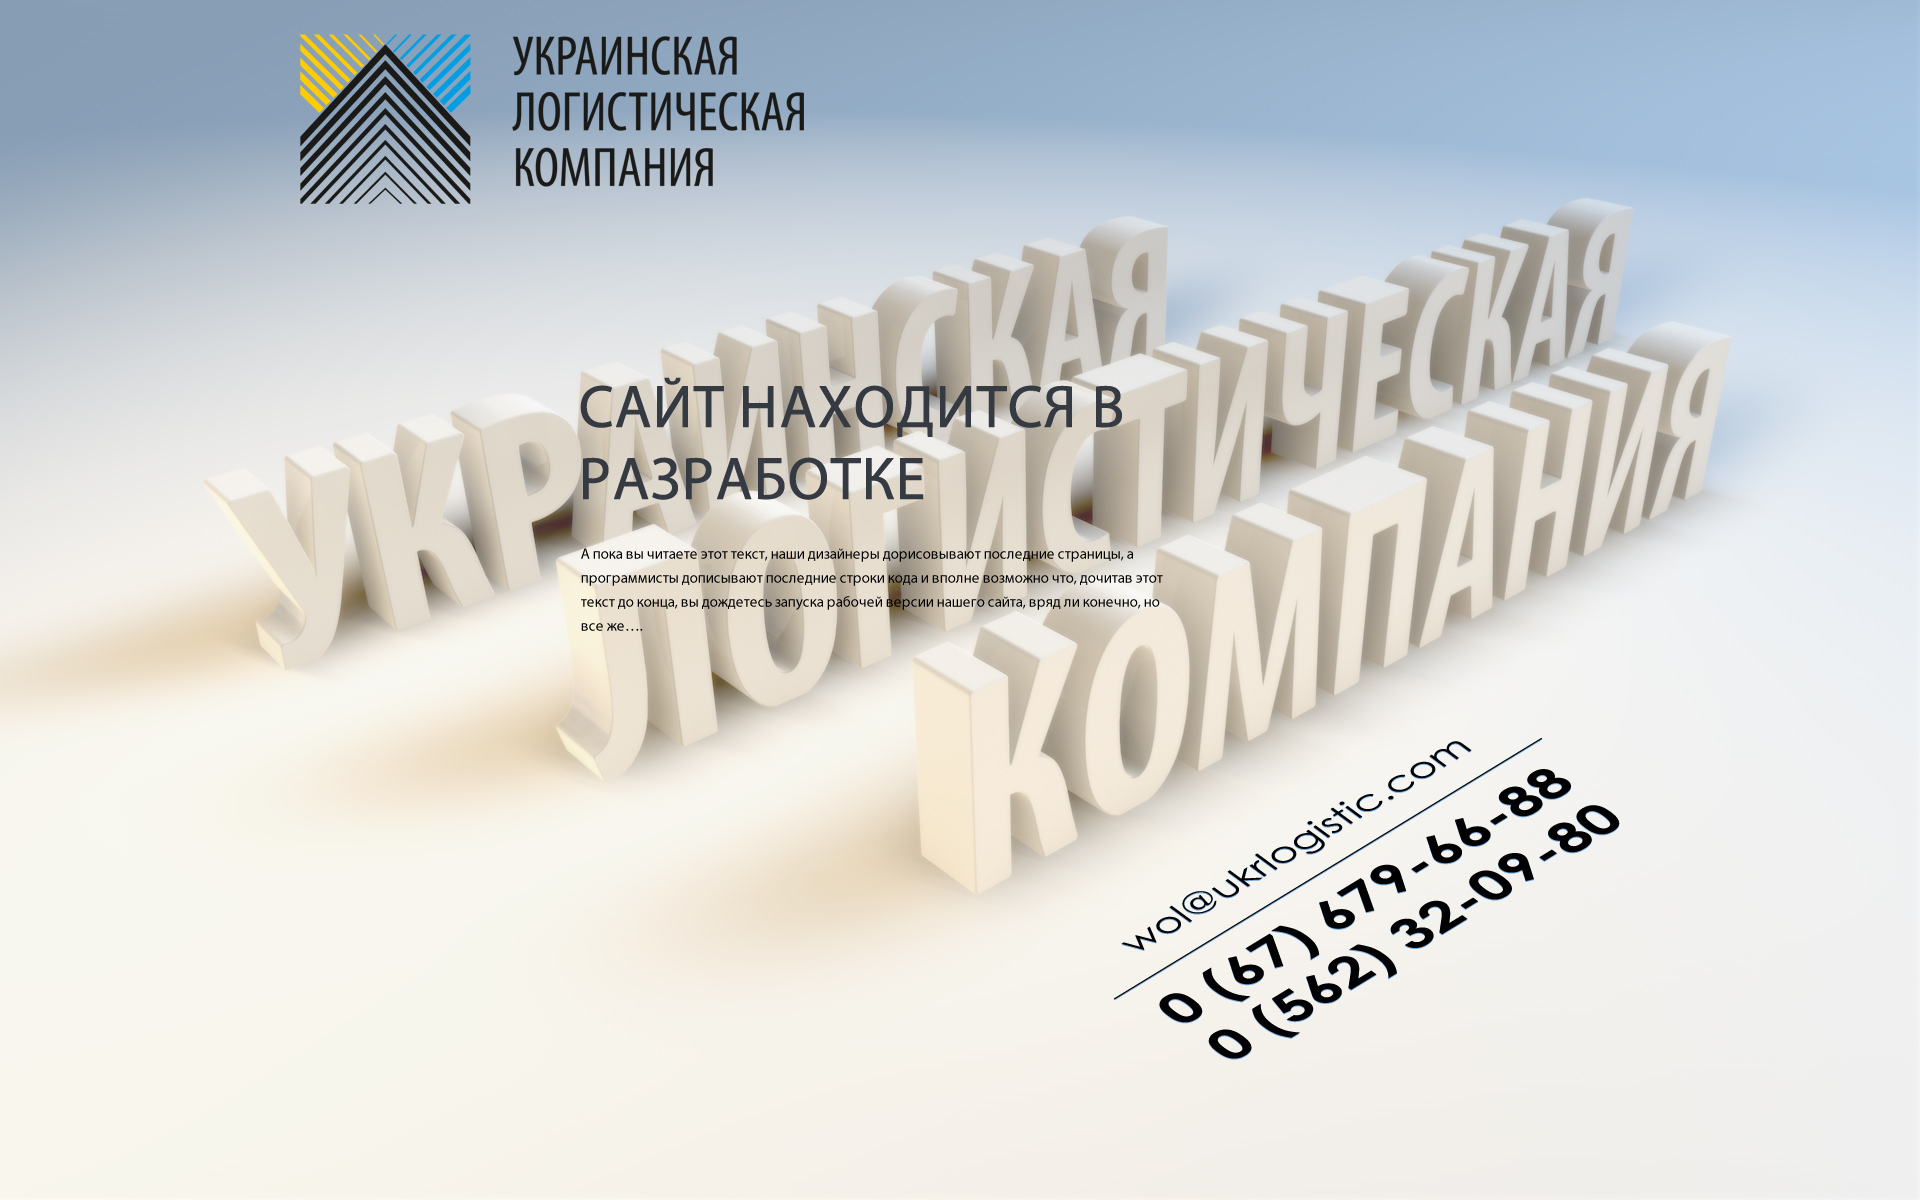 УКРАИНСКАЯ
ЛОГИСТИЧЕСКАЯ
КОМПАНИЯ
УКРАИНСКАЯ
ЛОГИСТИЧЕСКАЯ
КОМПАНИЯ
САЙТ НАХОДИТСЯ В
РАЗРАБОТКЕ
А пока вы читаете этот текст, наши дизайнеры дорисовывают последние страницы, а
программисты дописывают последние строки кода и вполне возможно что, дочитав этот
текст до конца, вы дождетесь запуска рабочей версии нашего сайта, вряд ли конечно, но
все же….
wol@ukrlogistic.com
0 (67) 679-66-88
0 (562) 32-09-80